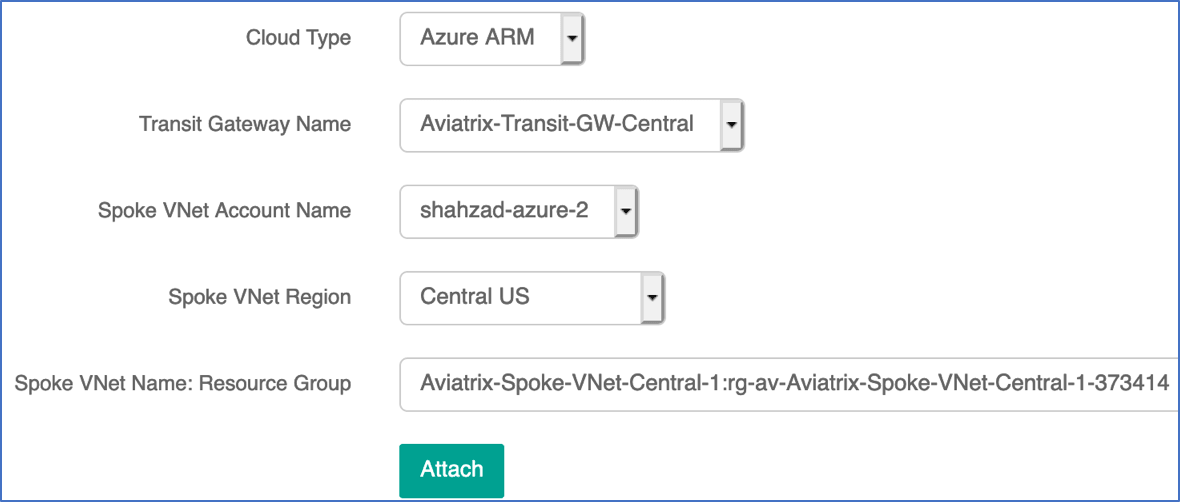 Cloud Type Azure ARM
Transit Gateway Name Aviatrix-Transit-GW-Central
Spoke VNet Account Name shahzad-azure-2
Spoke VNet Region Central US
Spoke VNet Name: Resource Group Aviatrix-Spoke-VNet-Central-1:rg-av-Aviatrix-Spoke-VNet-Central-1-373414
Attach